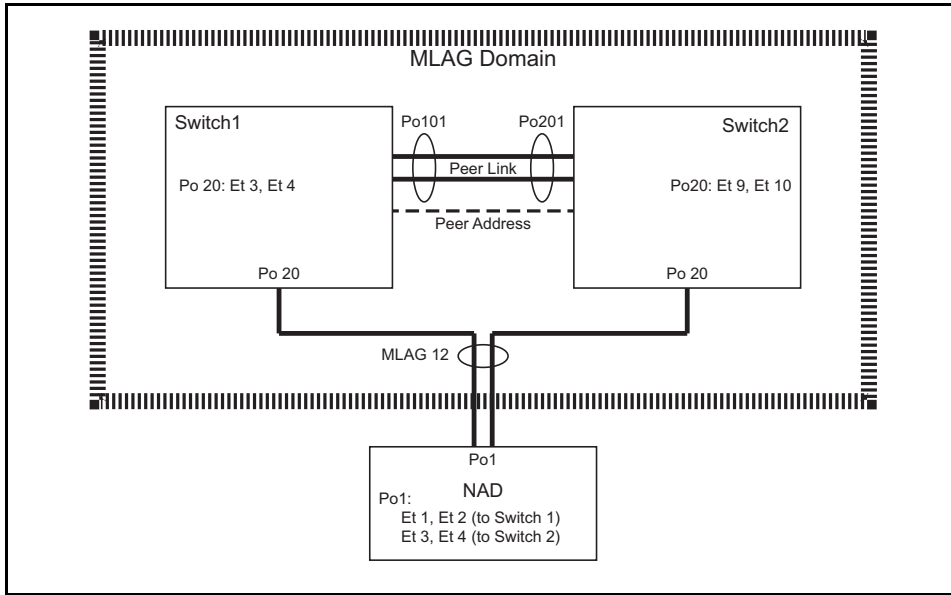 MLAG Domain
Switch1
Po101
Po201
Switch2
Peer Link
Po 20: Et 3, Et 4
Po20: Et 9, Et 10
Peer Address
Po 20
Po 20
MLAG 12
Po1
NAD
Po1:
Et 1, Et 2 (to Switch 1)
Et 3, Et 4 (to Switch 2)